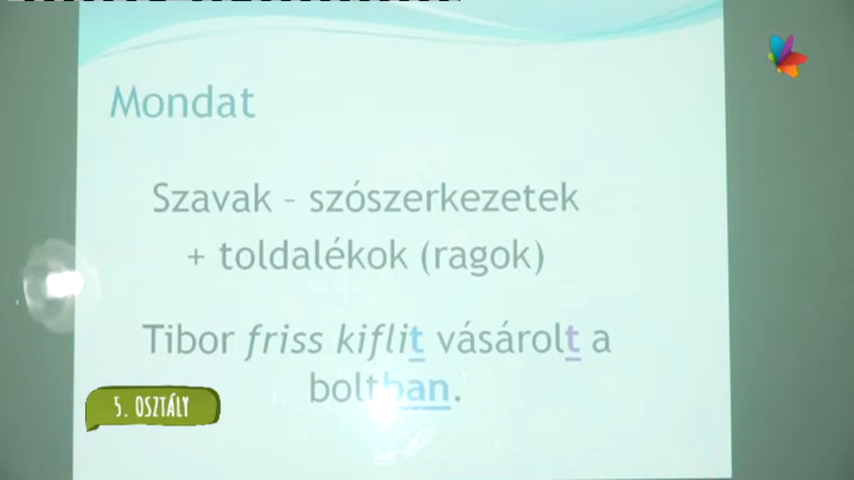 Mondat
Szavak – szószerkezetek
+ toldalékok (ragok)
Tibor friss kiflit vásárolt a
boltban.
5. OSZTÁLY